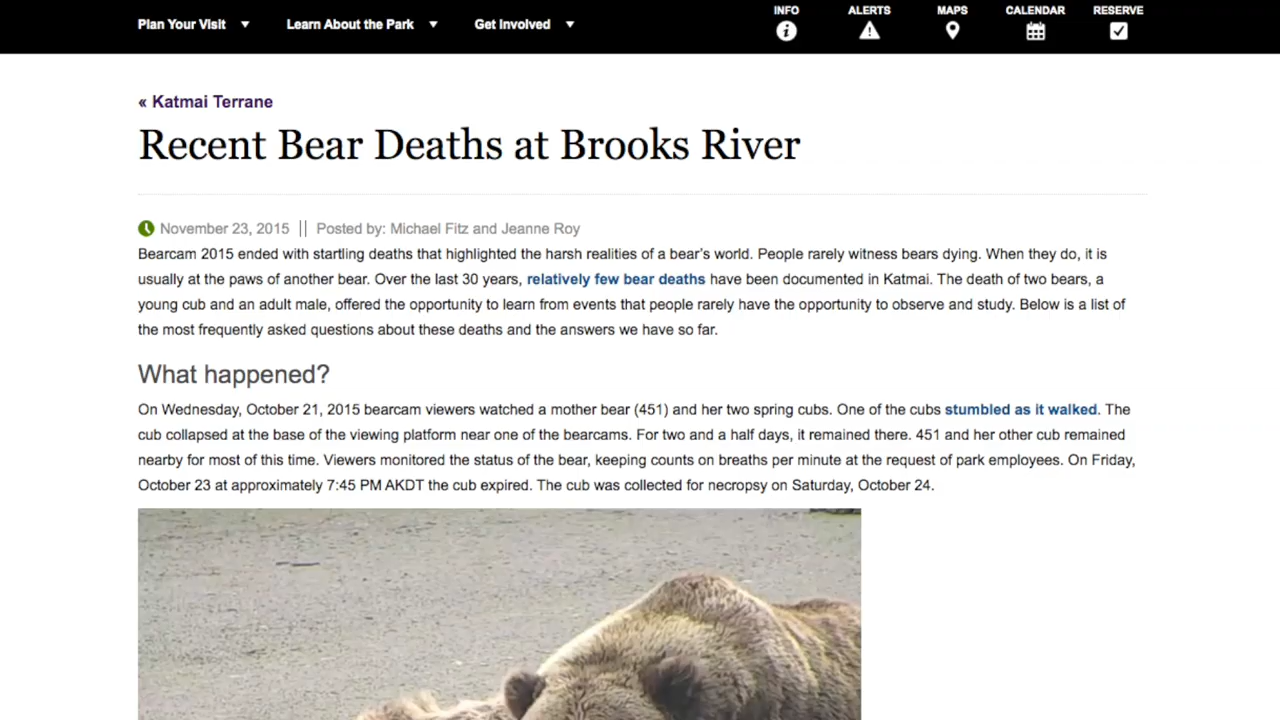 Plan Your Visit Learn About the Park Get Involved INFO ALERTS MAPS CALENDAR RESERVE
« Katmai Terrane
Recent Bear Deaths at Brooks River
November 23, 2015 || Posted by: Michael Fitz and Jeanne Roy
Bearcam 2015 ended with startling deaths that highlighted the harsh realities of a bear's world. People rarely witness bears dying. When they do, it is
usually at the paws of another bear. Over the last 30 years, relatively few bear deaths have been documented in Katmai. The death of two bears, a
young cub and an adult male, offered the opportunity to learn from events that people rarely have the opportunity to observe and study. Below is a list of
the most frequently asked questions about these deaths and the answers we have so far.
What happened?
On Wednesday, October 21, 2015 bearcam viewers watched a mother bear (451) and her two spring cubs. One of the cubs stumbled as it walked. The
cub collapsed at the base of the viewing platform near one of the bearcams. For two and a half days, it remained there. 451 and her other cub remained
nearby for most of this time. Viewers monitored the status of the bear, keeping counts on breaths per minute at the request of park employees. On Friday,
October 23 at approximately 7:45 PM AKDT the cub expired. The cub was collected for necropsy on Saturday, October 24.